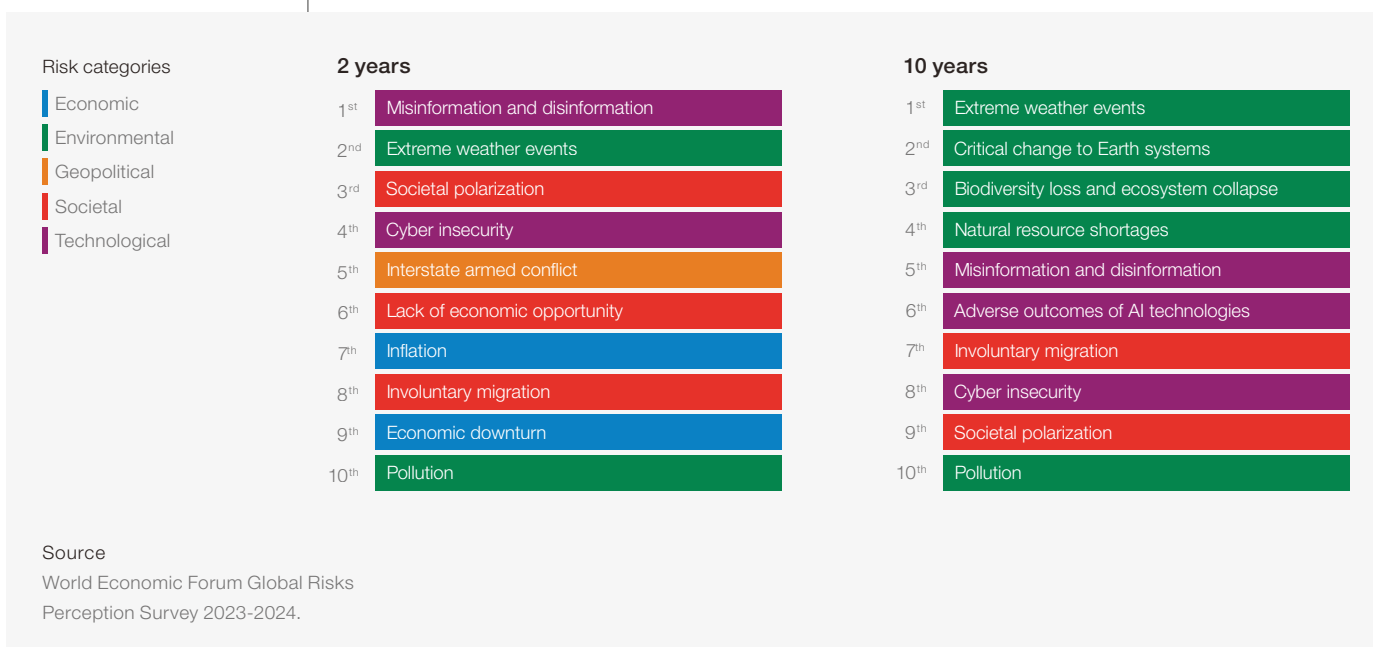 Risk categories
Economic
Environmental
Geopolitical
Societal
Technological
2 years
1st Misinformation and disinformation
2nd Extreme weather events
3rd Societal polarization
4th Cyber insecurity
5th Interstate armed conflict
6th Lack of economic opportunity
7th Inflation
8th Involuntary migration
9th Economic downturn
10th Pollution
10 years
1st Extreme weather events
2nd Critical change to Earth systems
3rd Biodiversity loss and ecosystem collapse
4th Natural resource shortages
5th Misinformation and disinformation
6th Adverse outcomes of AI technologies
7th Involuntary migration
8th Cyber insecurity
9th Societal polarization
10th Pollution
Source
World Economic Forum Global Risks
Perception Survey 2023-2024.